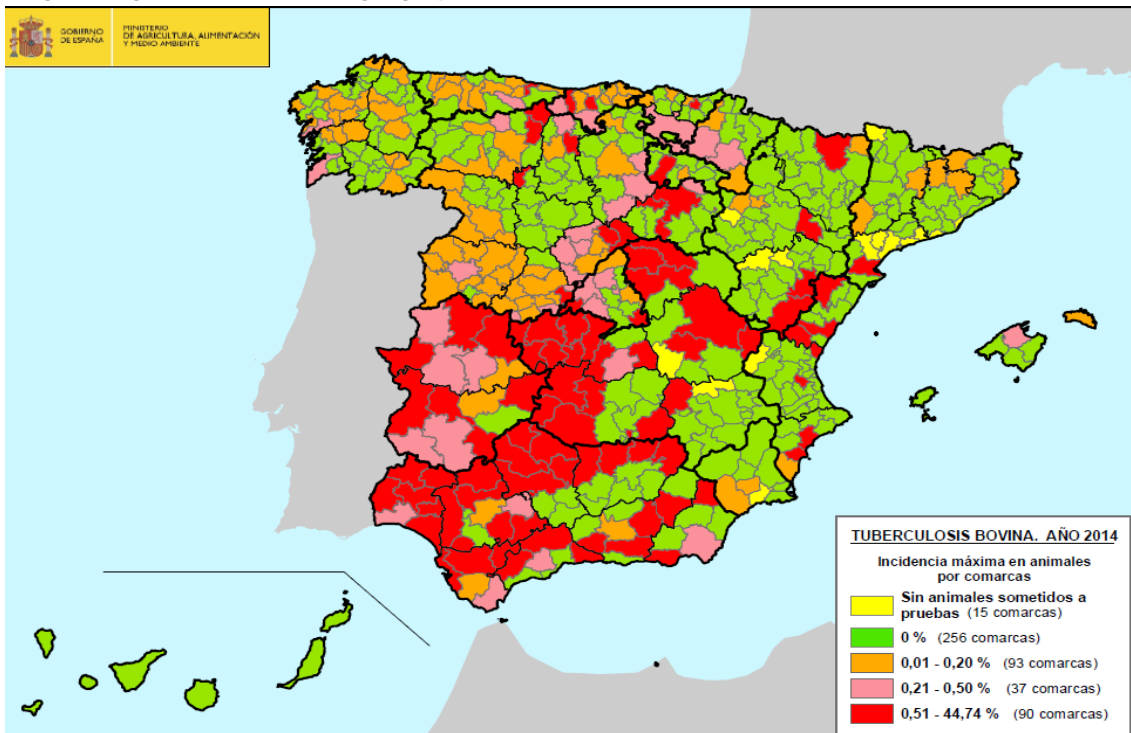 GOBIERNO
DE ESPAÑA
MINISTERIO
DE AGRICULTURA, ALIMENTACIÓN
Y MEDIO AMBIENTE
TUBERCULOSIS BOVINA. AÑO 2014
Incidencia máxima en animales
por comarcas
Sin animales sometidos a
pruebas (15 comarcas)
0 % (256 comarcas)
0,01 - 0,20 % (93 comarcas)
0,21 - 0,50 % (37 comarcas)
0,51 - 44,74 % (90 comarcas)